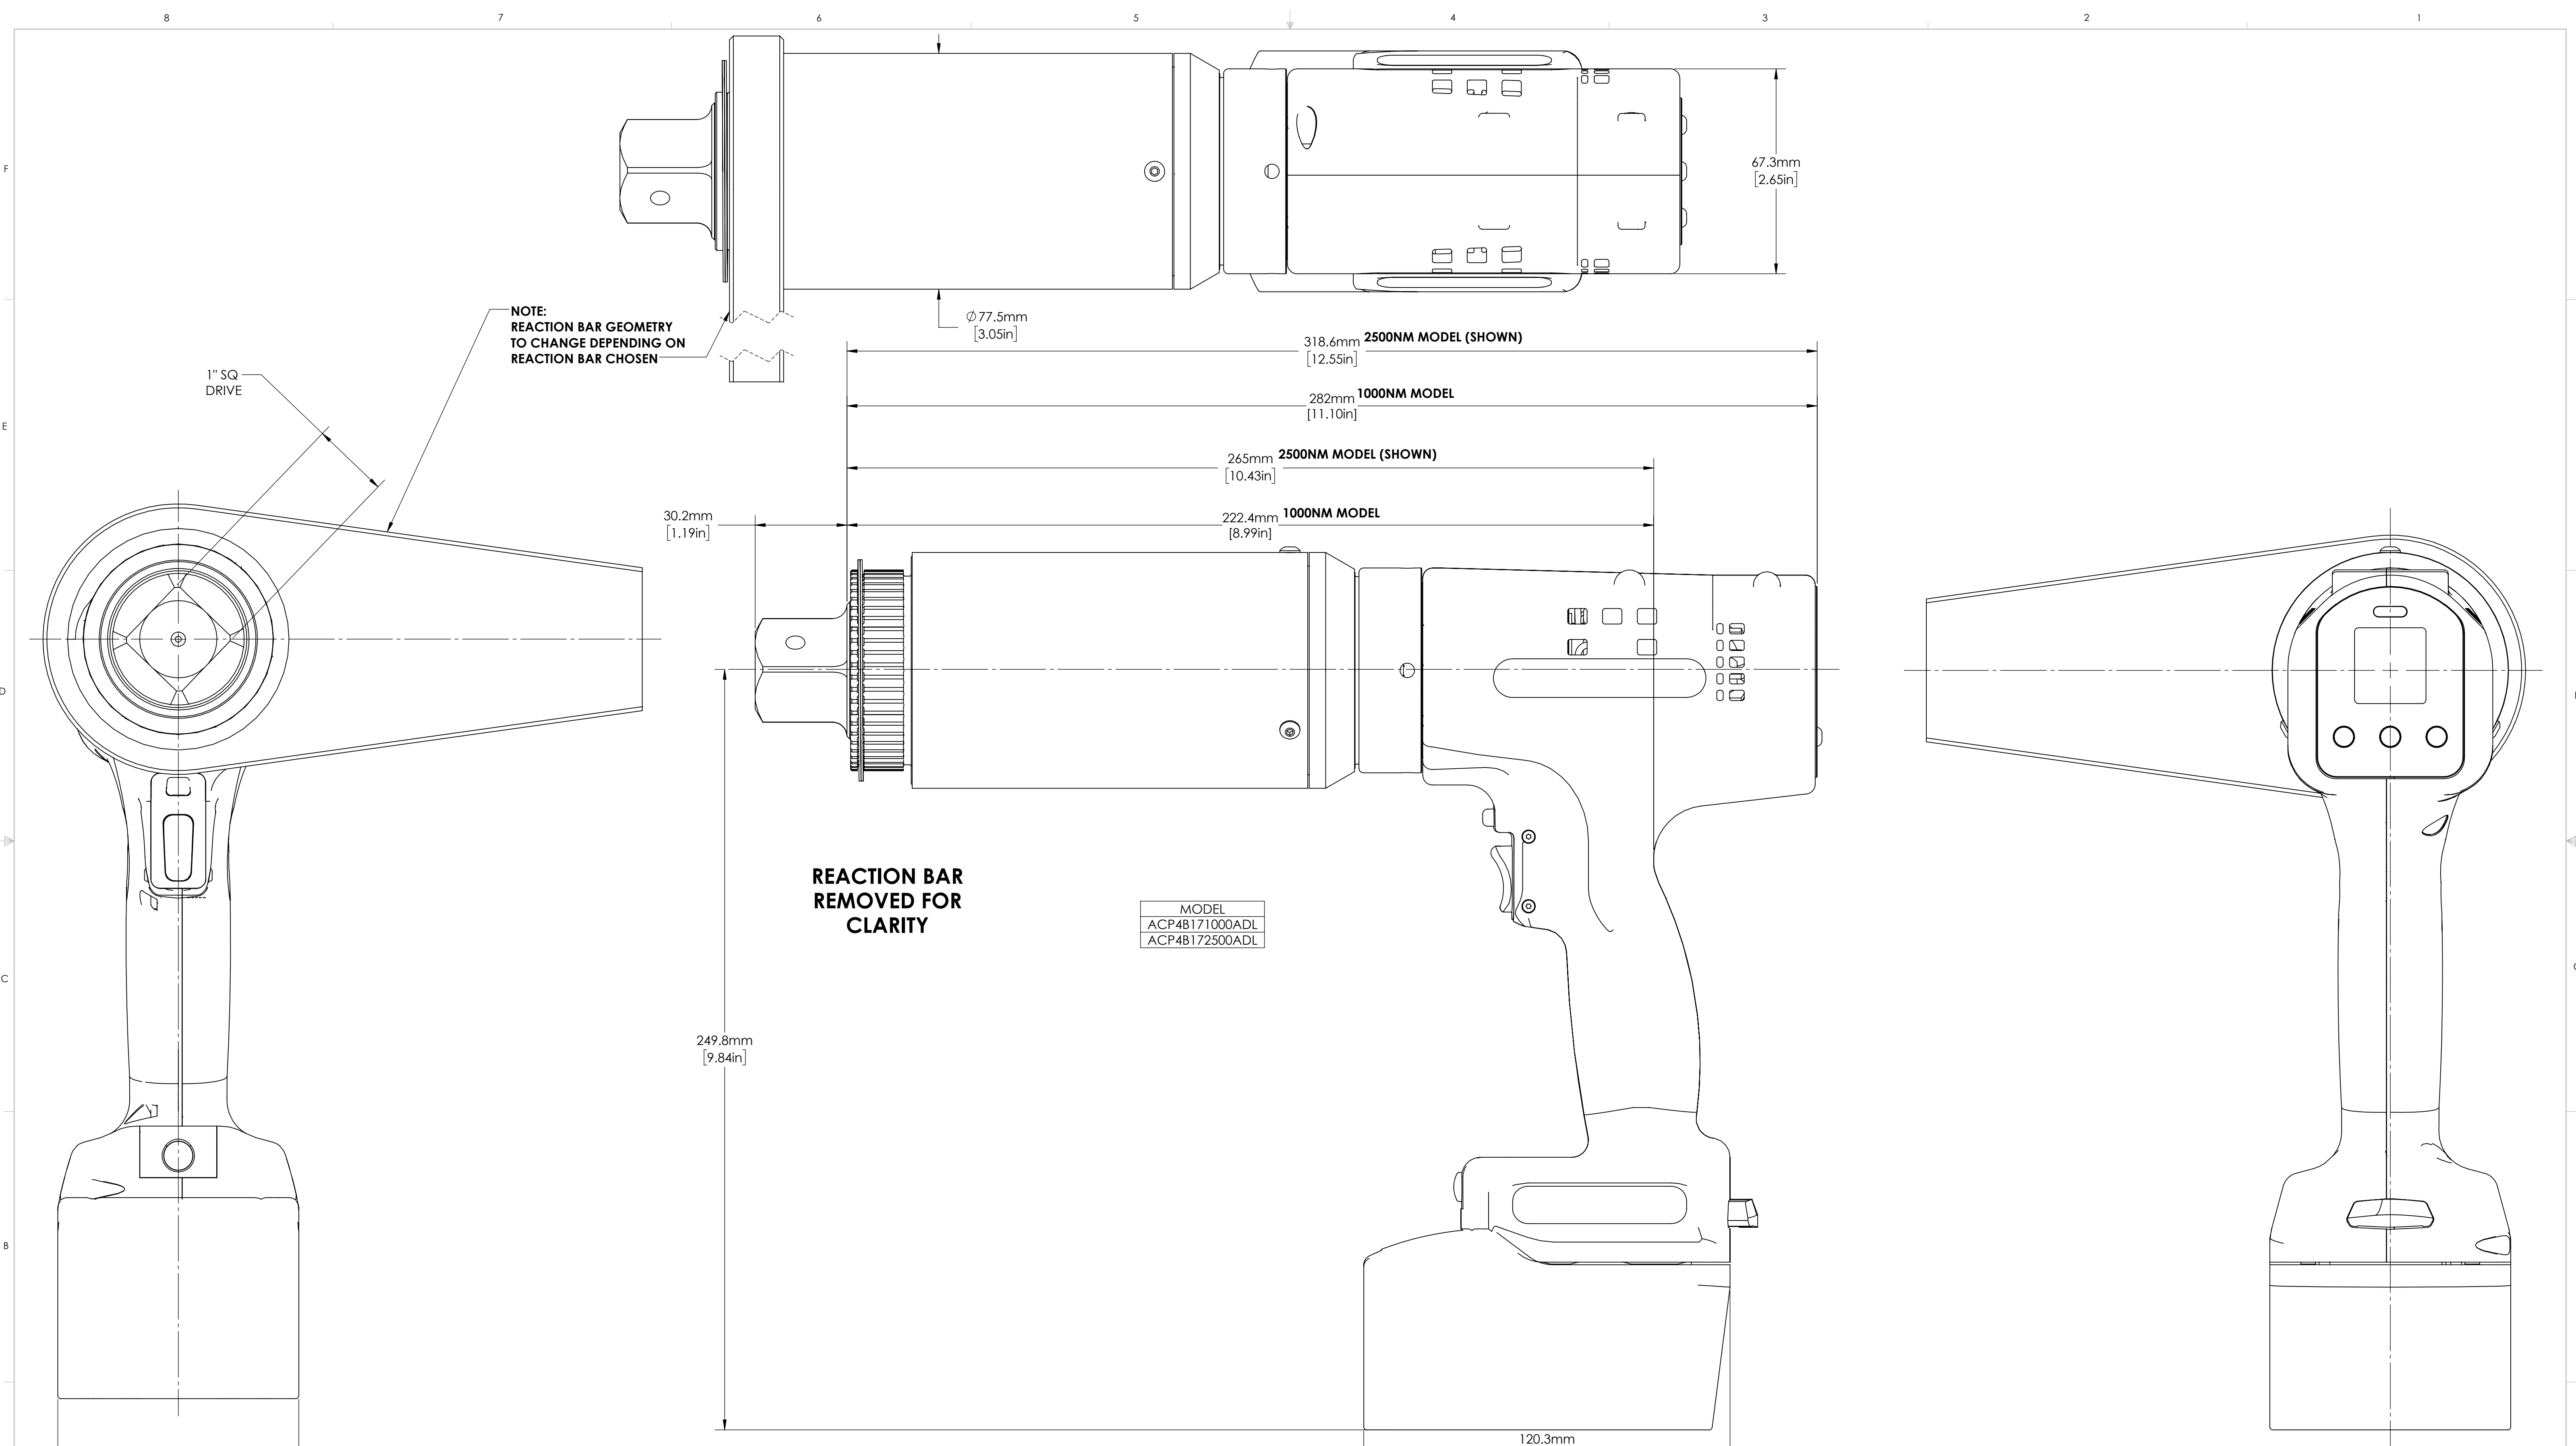 8 7 6 5 4 3 2 1
F
E
D
C
B
67.3mm
[2.65in]
⌀77.5mm
[3.05in]
NOTE:
REACTION BAR GEOMETRY
TO CHANGE DEPENDING ON
REACTION BAR CHOSEN
1" SQ
DRIVE
318.6mm 2500NM MODEL (SHOWN)
[12.55in]
282mm 1000NM MODEL
[11.10in]
265mm 2500NM MODEL (SHOWN)
[10.43in]
30.2mm
[1.19in]
222.4mm 1000NM MODEL
[8.99in]
REACTION BAR
REMOVED FOR
CLARITY
MODEL
ACP4B171000ADL
ACP4B172500ADL
249.8mm
[9.84in]
120.3mm